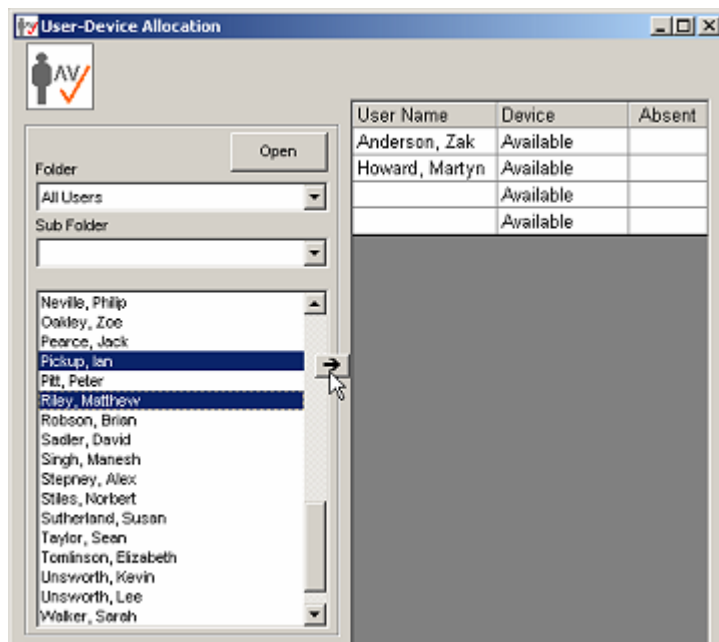 User-Device Allocation
AV
Open
Folder
All Users
Sub Folder
Neville, Philip
Oakley, Zoe
Pearce, Jack
Pickup, Ian
Pitt, Peter
Riley, Matthew
Robson, Brian
Sadler, David
Singh, Manesh
Stepney, Alex
Stiles, Norbert
Sutherland, Susan
Taylor, Sean
Tomlinson, Elizabeth
Unsworth, Kevin
Unsworth, Lee
Walker, Sarah
User Name Device Absent
Anderson, Zak Available
Howard, Martyn Available
Available
Available